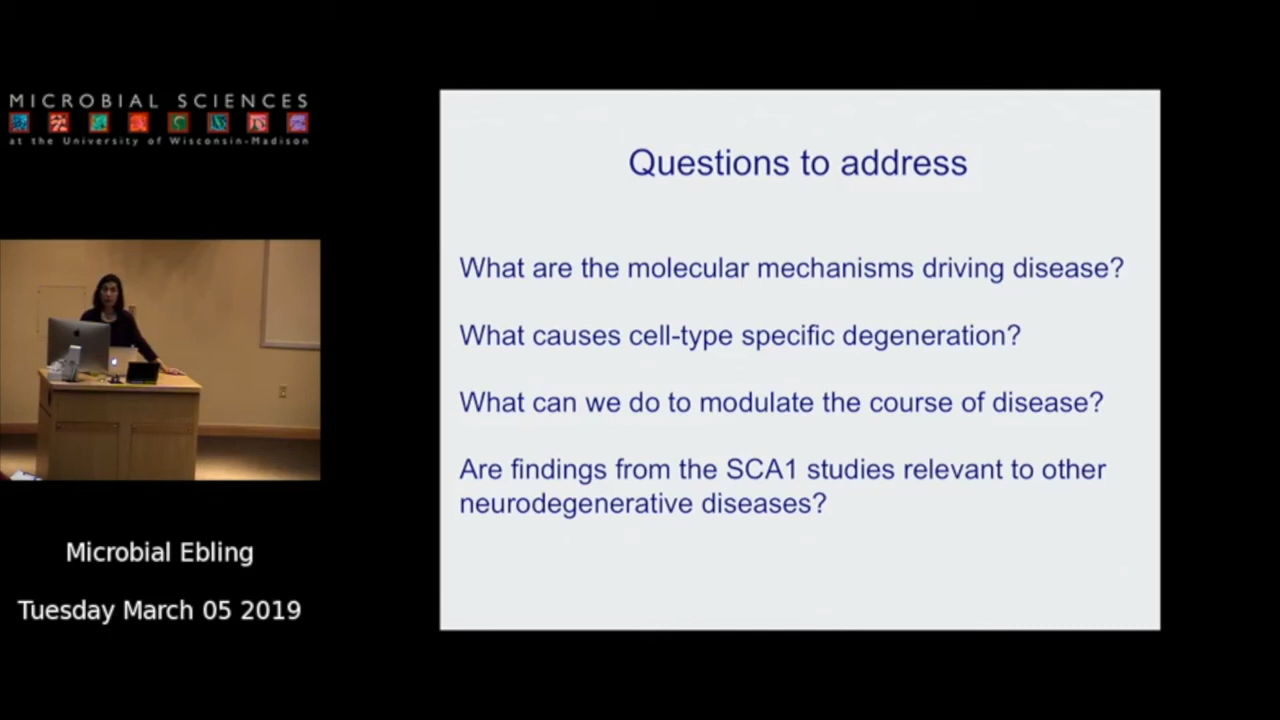 MICROBIAL SCIENCES
at the University of Wisconsin-Madison
Microbial Ebling
Tuesday March 05 2019
Questions to address
What are the molecular mechanisms driving disease?
What causes cell-type specific degeneration?
What can we do to modulate the course of disease?
Are findings from the SCA1 studies relevant to other
neurodegenerative diseases?